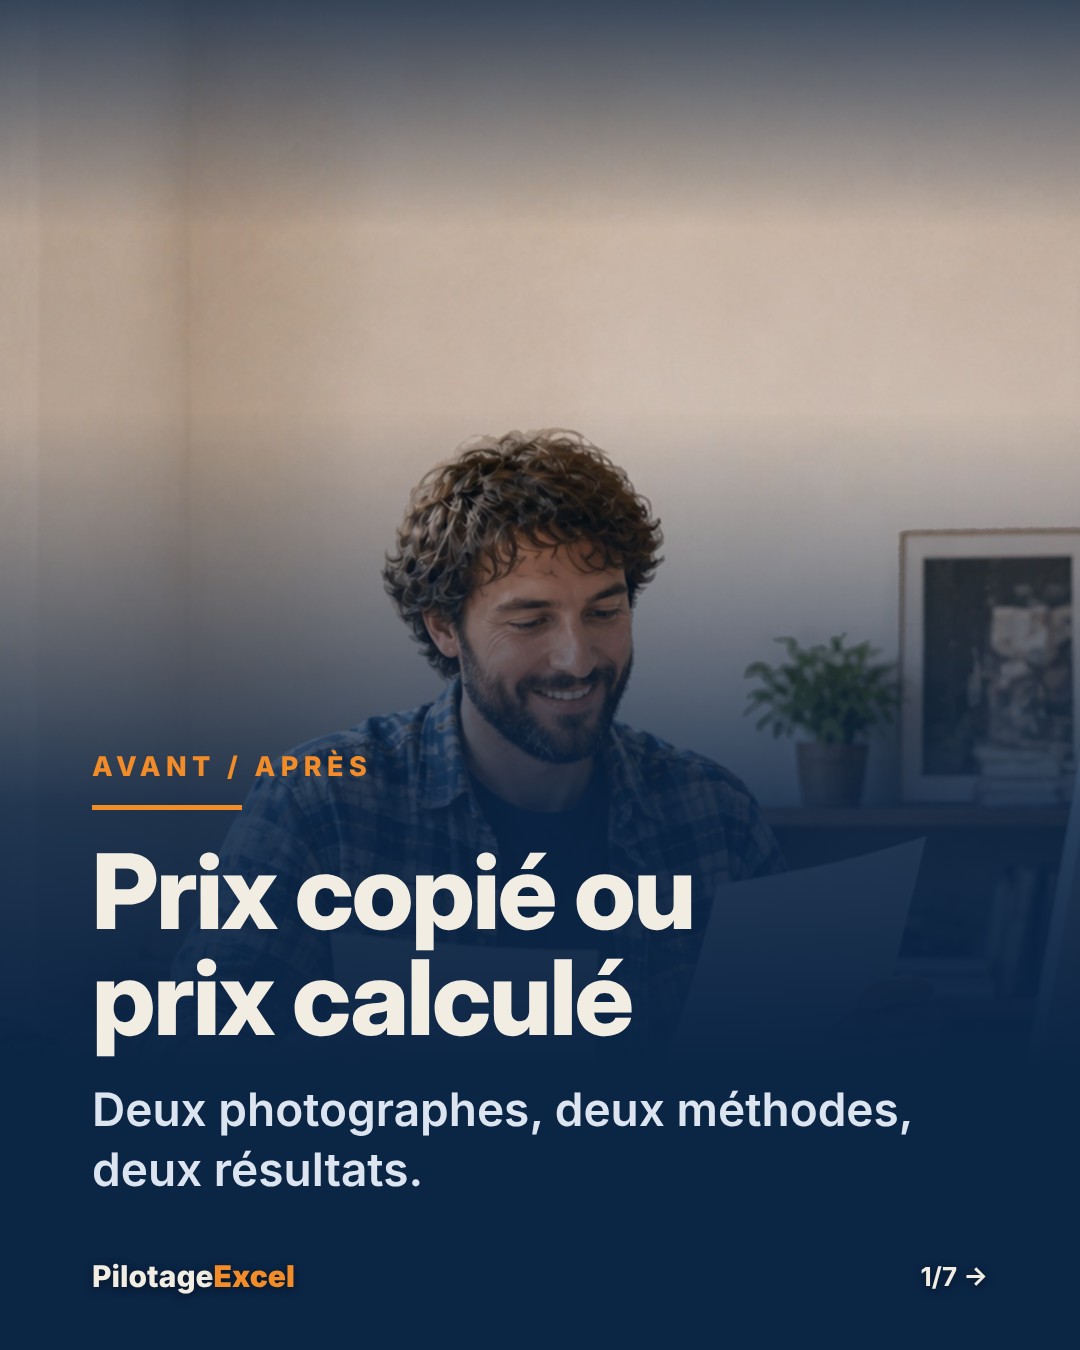 AVANT / APRÈS
Prix copié ou
prix calculé
Deux photographes, deux méthodes,
deux résultats.
PilotageExcel
1/7 →